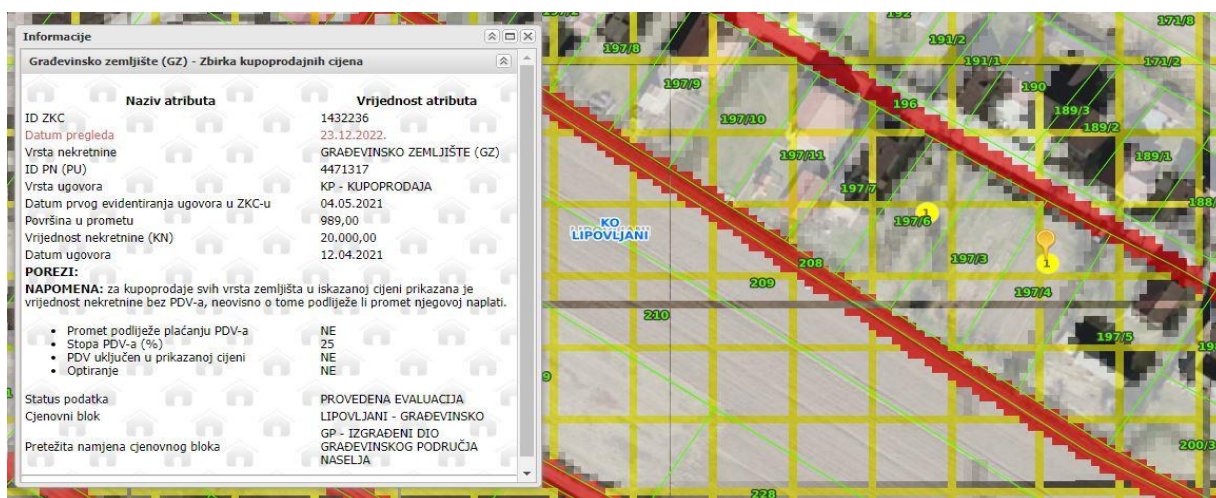 Informacije
Građevinsko zemljište (GZ) - Zbirka kupoprodajnih cijena
Naziv atributa Vrijednost atributa
ID ZKC 1432236
Datum pregleda 23.12.2022.
Vrsta nekretnine GRAĐEVINSKO ZEMLJIŠTE (GZ)
ID PN (PU) 4471317
Vrsta ugovora KP - KUPOPRODAJA
Datum prvog evidentiranja ugovora u ZKC-u 04.05.2021
Površina u prometu 989,00
Vrijednost nekretnine (KN) 20.000,00
Datum ugovora 12.04.2021
POREZI:
NAPOMENA: za kupoprodaje svih vrsta zemljišta u iskazanoj cijeni prikazana je
vrijednost nekretnine bez PDV-a, neovisno o tome podliježe li promet njegovoj naplati.
• Promet podliježe plaćanju PDV-a NE
• Stopa PDV-a (%) 25
• PDV uključen u prikazanoj cijeni NE
• Optiranje NE
Status podatka PROVEDENA EVALUACIJA
Cjenovni blok LIPOVLJANI - GRAĐEVINSKO
Pretežita namjena cjenovnog bloka GP - IZGRAĐENI DIO
GRAĐEVINSKOG PODRUČJA
NASELJA
192
171/8
191/2
197/8
191/1
171/2
197/9
190
196
189/3
197/10
189/2
197/11
189/1
197/7
188/
1
197/6
KO
LIPOVLJANI
208
197/3
1
209
197/4
210
197/5
19
9
200/3
228